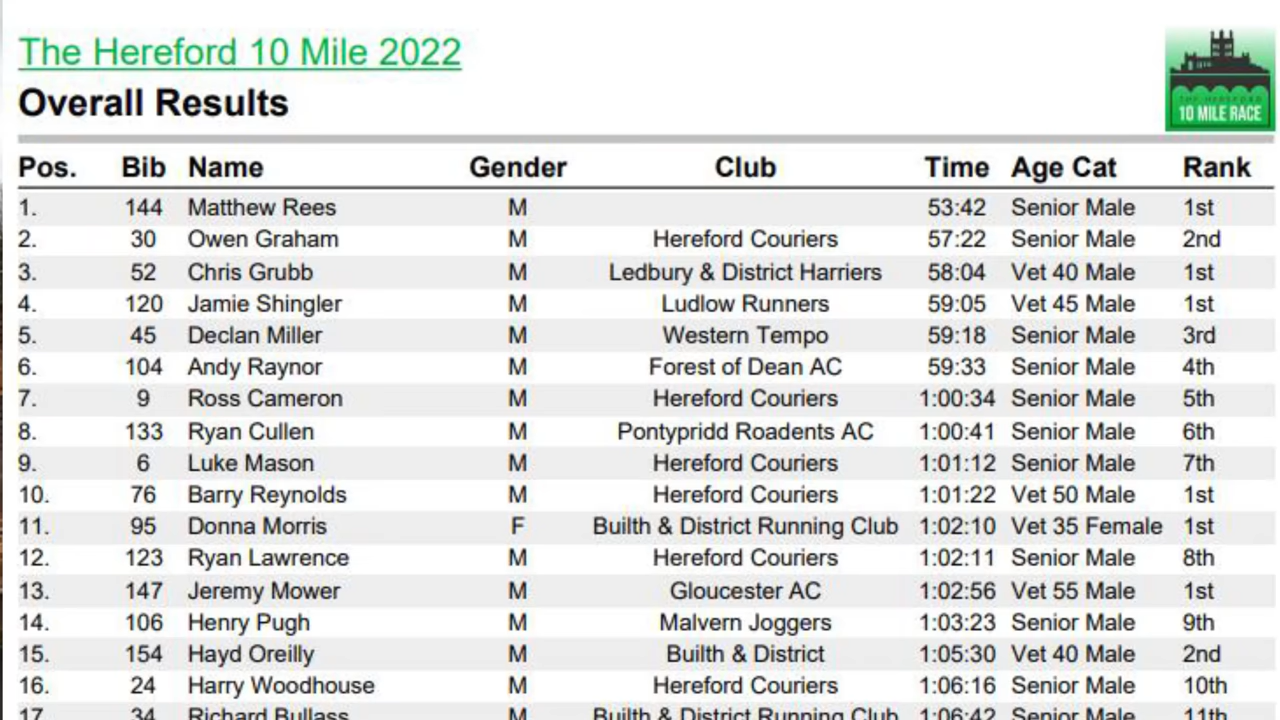 The Hereford 10 Mile 2022
Overall Results
THE HEREFORD
10 MILE RACE
Pos. Bib Name Gender Club Time Age Cat Rank
1. 144 Matthew Rees M 53:42 Senior Male 1st
2. 30 Owen Graham M Hereford Couriers 57:22 Senior Male 2nd
3. 52 Chris Grubb M Ledbury & District Harriers 58:04 Vet 40 Male 1st
4. 120 Jamie Shingler M Ludlow Runners 59:05 Vet 45 Male 1st
5. 45 Declan Miller M Western Tempo 59:18 Senior Male 3rd
6. 104 Andy Raynor M Forest of Dean AC 59:33 Senior Male 4th
7. 9 Ross Cameron M Hereford Couriers 1:00:34 Senior Male 5th
8. 133 Ryan Cullen M Pontypridd Roadents AC 1:00:41 Senior Male 6th
9. 6 Luke Mason M Hereford Couriers 1:01:12 Senior Male 7th
10. 76 Barry Reynolds M Hereford Couriers 1:01:22 Vet 50 Male 1st
11. 95 Donna Morris F Builth & District Running Club 1:02:10 Vet 35 Female 1st
12. 123 Ryan Lawrence M Hereford Couriers 1:02:11 Senior Male 8th
13. 147 Jeremy Mower M Gloucester AC 1:02:56 Vet 55 Male 1st
14. 106 Henry Pugh M Malvern Joggers 1:03:23 Senior Male 9th
15. 154 Hayd Oreilly M Builth & District 1:05:30 Vet 40 Male 2nd
16. 24 Harry Woodhouse M Hereford Couriers 1:06:16 Senior Male 10th
17. 34 Richard Bullass M Builth & District Running Club 1:06:42 Senior Male 11th